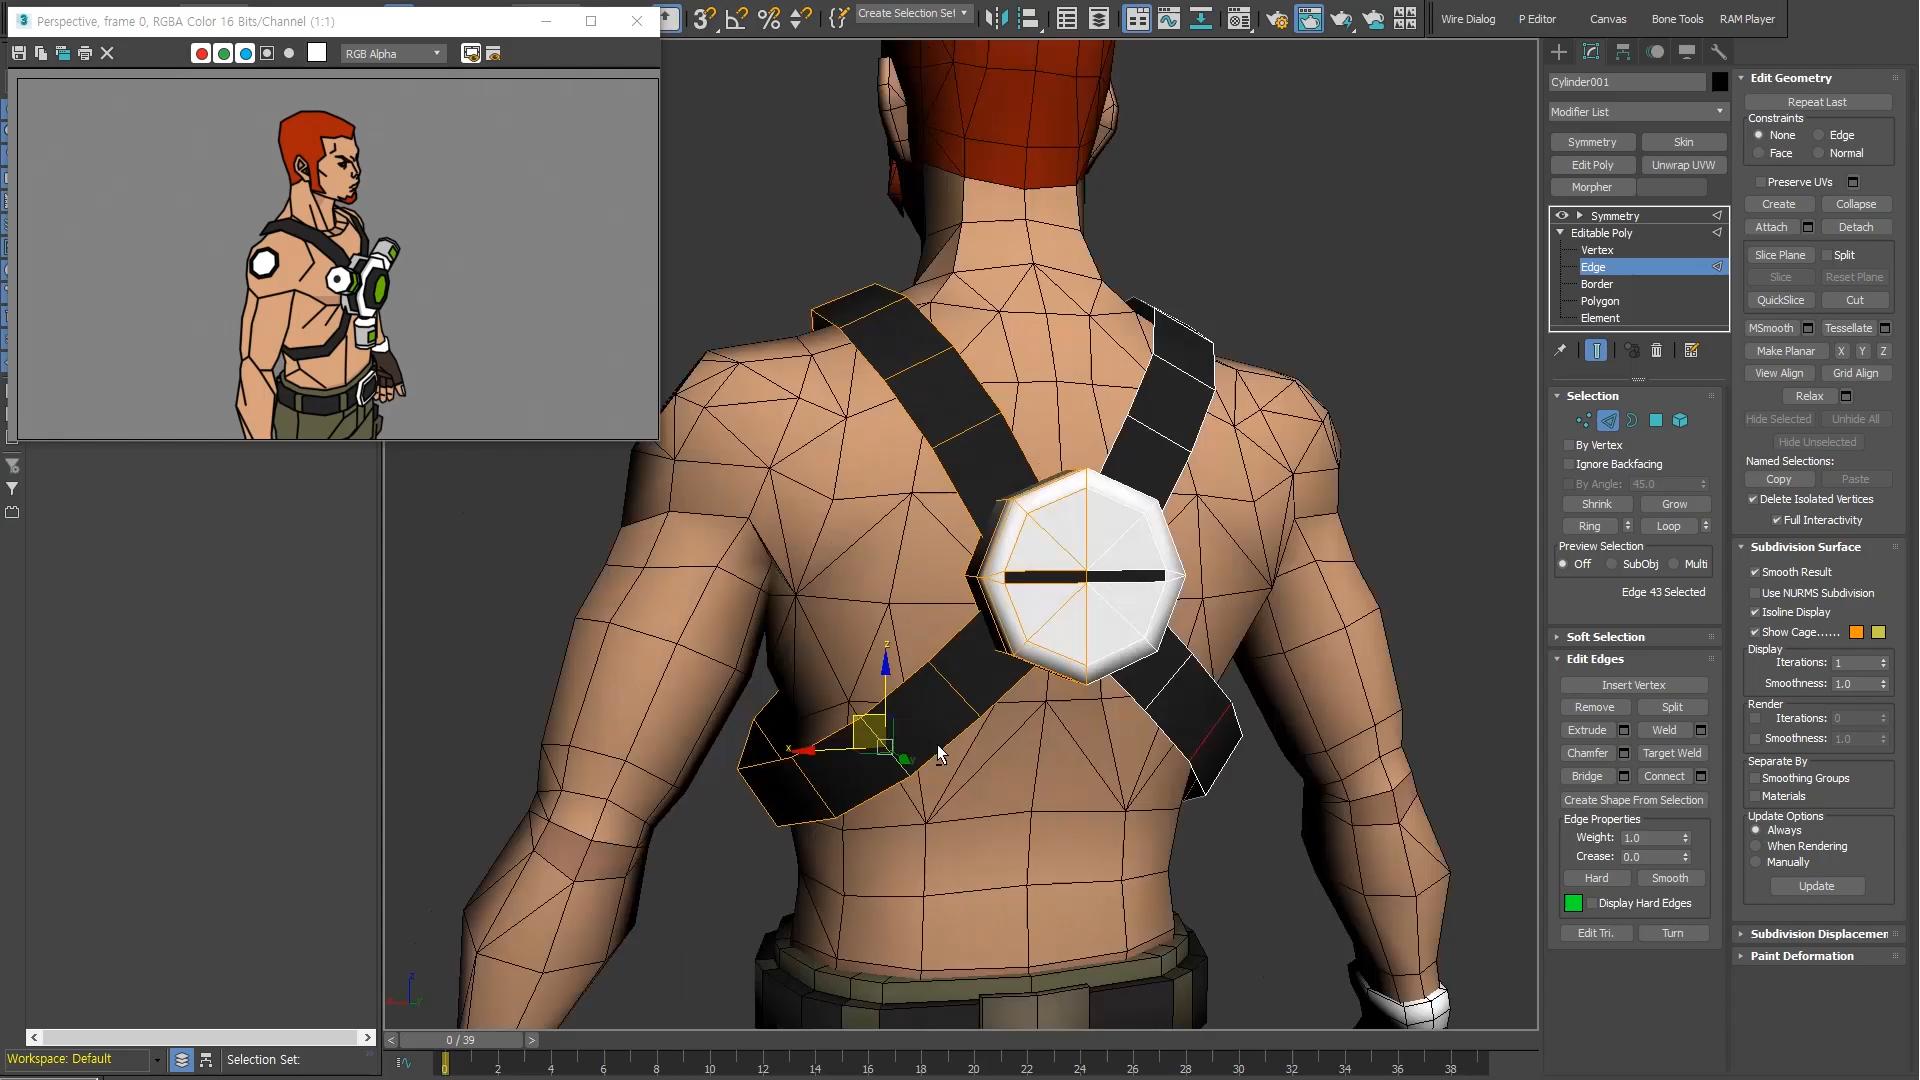 Perspective, frame 0, RGBA Color 16 Bits/Channel (1:1)
RGB Alpha
Create Selection Set
Wire Dialog
P Editor
Canvas
Bone Tools
RAM Player
Cylinder001
Modifier List
Symmetry
Skin
Edit Poly
Unwrap UVW
Morpher
Symmetry
Editable Poly
Vertex
Edge
Border
Polygon
Element
Selection
By Vertex
Ignore Backfacing
By Angle: 45.0
Shrink
Grow
Ring
Loop
Preview Selection
Off
SubObj
Multi
Edge 43 Selected
Soft Selection
Edit Edges
Insert Vertex
Remove
Split
Extrude
Weld
Chamfer
Target Weld
Bridge
Connect
Create Shape From Selection
Edge Properties
Weight: 1.0
Crease: 0.0
Hard
Smooth
Display Hard Edges
Edit Tri.
Turn
Edit Geometry
Repeat Last
Constraints
None
Edge
Face
Normal
Preserve UVs
Create
Collapse
Attach
Detach
Slice Plane
Split
Slice
Reset Plane
QuickSlice
Cut
MSmooth
Tessellate
Make Planar
X
Y
Z
View Align
Grid Align
Relax
Hide Selected
Unhide All
Hide Unselected
Named Selections:
Copy
Paste
Delete Isolated Vertices
Full Interactivity
Subdivision Surface
Smooth Result
Use NURMS Subdivision
Isoline Display
Show Cage......
Display
Iterations: 1
Smoothness: 1.0
Render
Iterations: 0
Smoothness: 1.0
Separate By
Smoothing Groups
Materials
Update Options
Always
When Rendering
Manually
Update
Subdivision Displacemen
Paint Deformation
z
x
y
z
0 / 39
Workspace: Default
Selection Set:
0 2 4 6 8 10 12 14 16 18 20 22 24 26 28 30 32 34 36 38